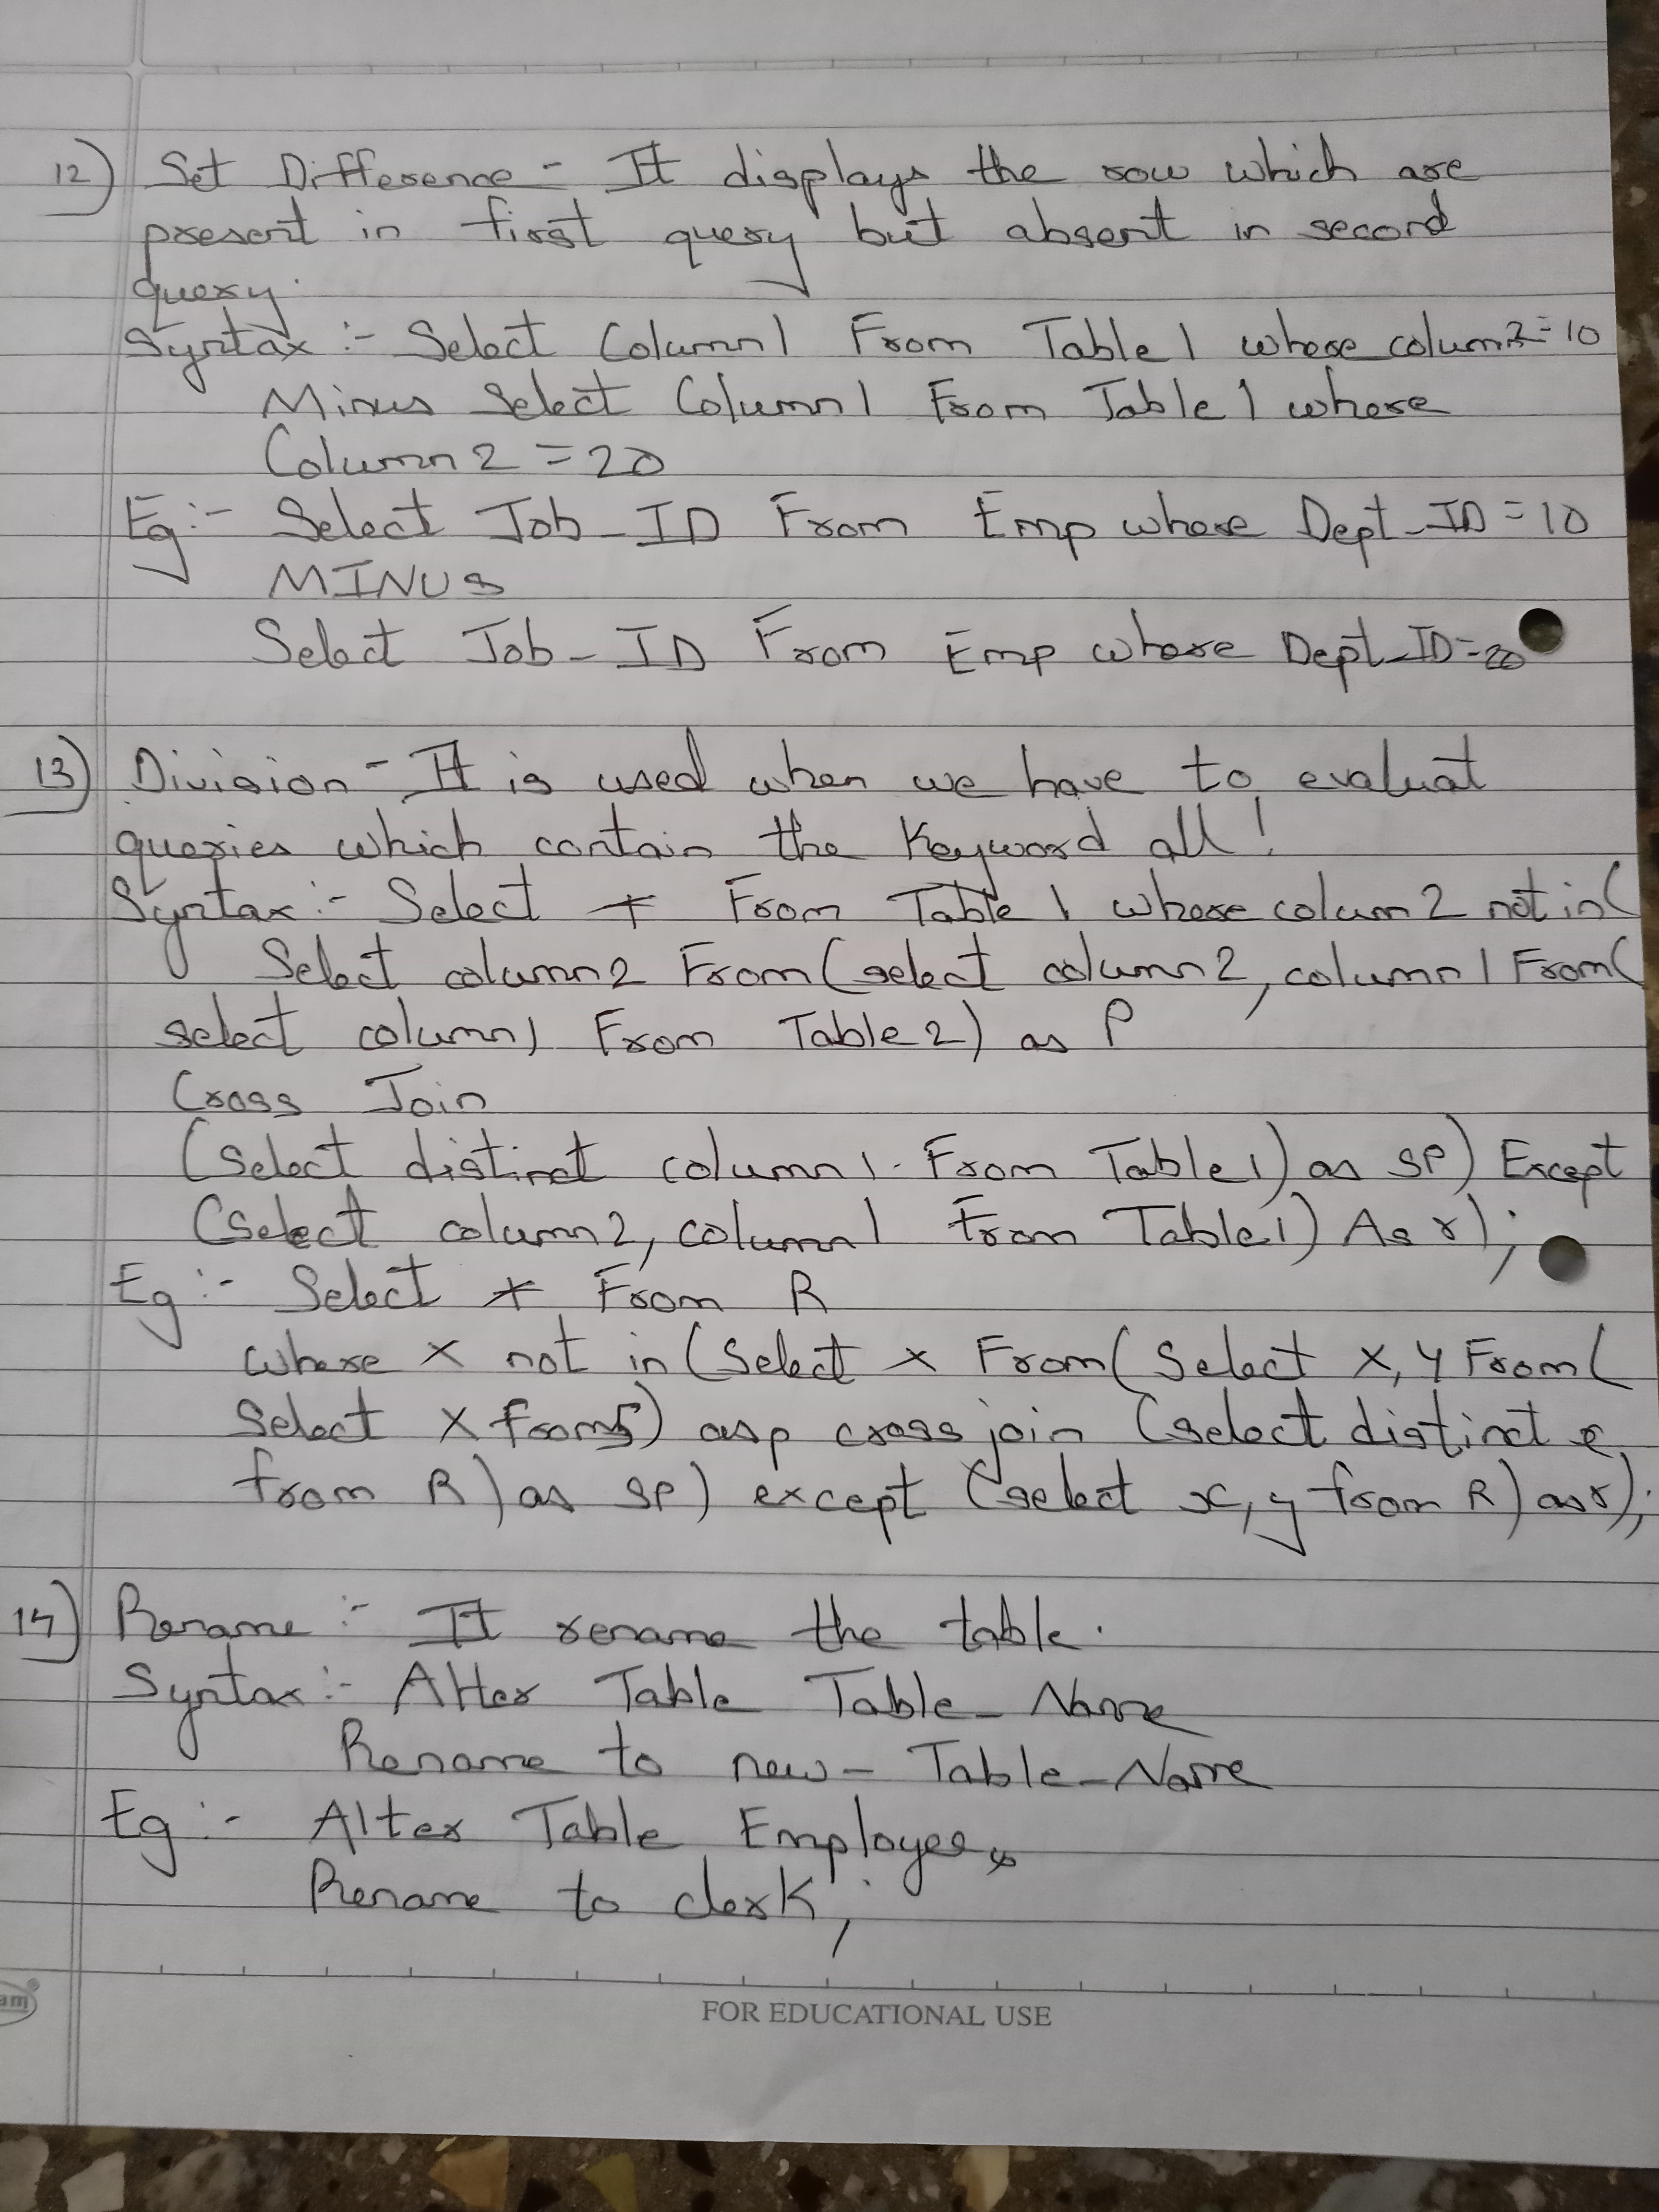 12) Set Difference - It displays the row which are
present in first query but absent in second
query.
Syntax :- Select Column1 From Table1 where colum2=10
Minus Select Column1 From Table1 where
Column2 = 20
Eg :- Select Job_ID From Emp where Dept_ID = 10
MINUS
Select Job_ID From Emp where Dept_ID=20
13) Division - It is used when we have to evaluat
queries which contain the Keyword all!
Syntax :- Select * From Table1 where colum2 not in(
Select column2 From (select column2, column1 From(
select column1 From Table2) as P
Cross Join
(Select distinct column1 From Table1) as SP) Except
(Select column2, column1 From Table1) As r);
Eg :- Select * From R
where x not in (Select x From( Select x, y From(
Select x from s) as p cross join (select distinct
from R) as SP) except (select x, y from R) as r);
14) Rename :- It rename the table.
Syntax :- Alter Table Table_Name
Rename to new_Table_Name
Eg :- Alter Table Employee
Rename to clerk;
am
FOR EDUCATIONAL USE